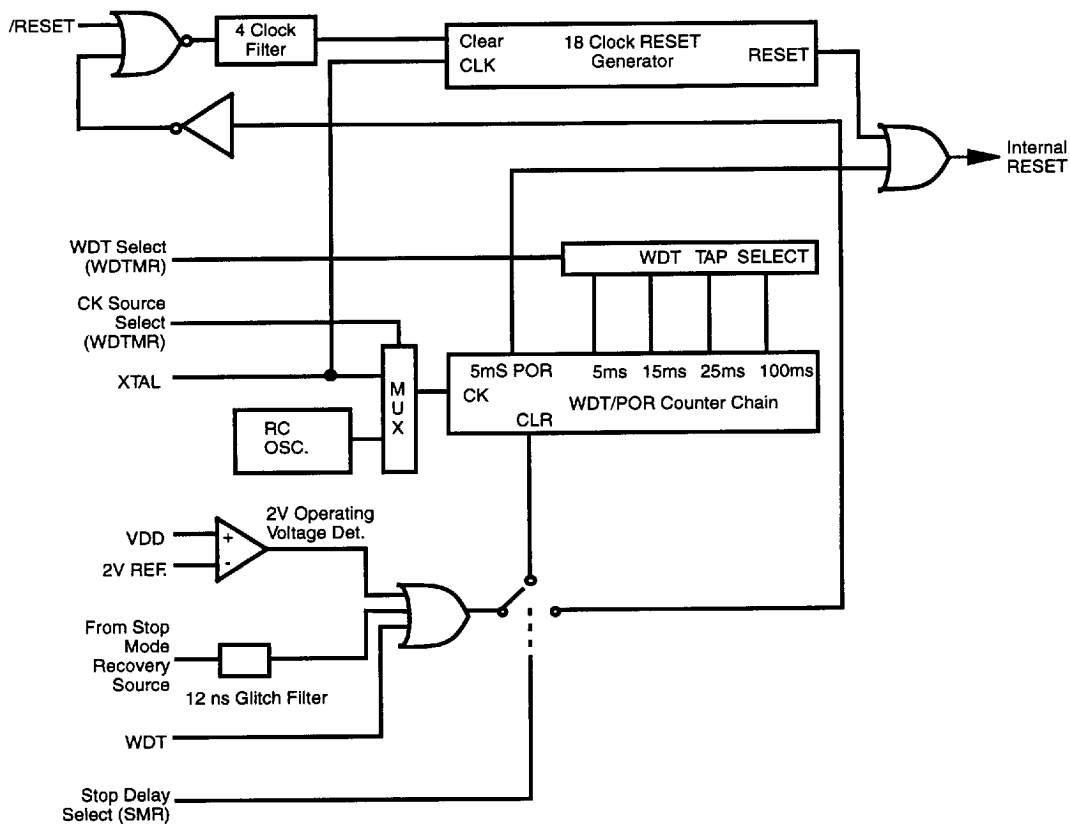 /RESET
4 Clock
Filter
Clear
CLK
18 Clock RESET
Generator
RESET
Internal
RESET
WDT Select
(WDTMR)
WDT TAP SELECT
CK Source
Select
(WDTMR)
XTAL
M
U
X
5mS POR
5ms
15ms
25ms
100ms
CK
WDT/POR Counter Chain
CLR
RC
OSC.
2V Operating
Voltage Det.
VDD
+
2V REF.
-
From Stop
Mode
Recovery
Source
12 ns Glitch Filter
WDT
Stop Delay
Select (SMR)